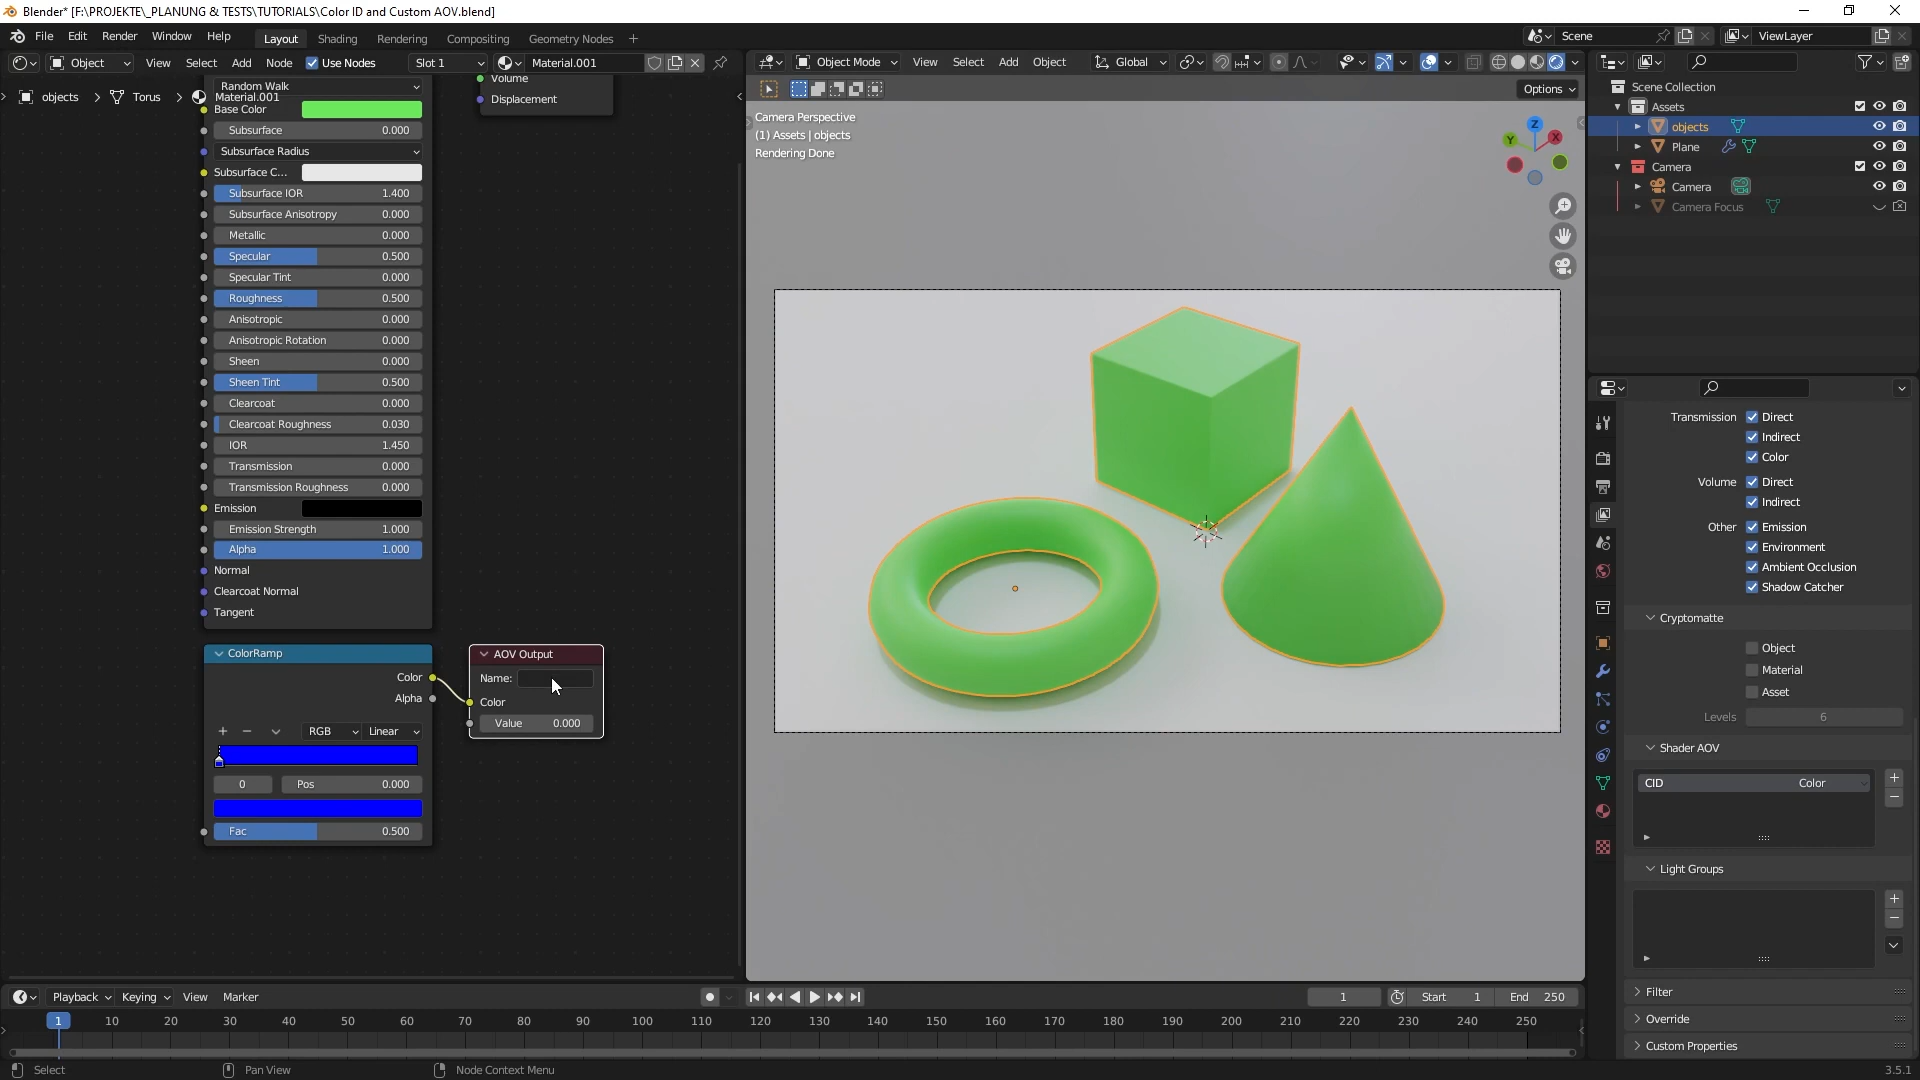 Blender* [F:\PROJEKTE\_PLANUNG & TESTS\TUTORIALS\Color ID and Custom AOV.blend]
File Edit Render Window Help Layout Shading Rendering Compositing Geometry Nodes + Scene ViewLayer
Object View Select Add Node Use Nodes Slot 1 Material.001
Object Mode View Select Add Object Global
Options
objects > Torus > Material.001
Random Walk
Base Color
Subsurface 0.000
Subsurface Radius
Subsurface C...
Subsurface IOR 1.400
Subsurface Anisotropy 0.000
Metallic 0.000
Specular 0.500
Specular Tint 0.000
Roughness 0.500
Anisotropic 0.000
Anisotropic Rotation 0.000
Sheen 0.000
Sheen Tint 0.500
Clearcoat 0.000
Clearcoat Roughness 0.030
IOR 1.450
Transmission 0.000
Transmission Roughness 0.000
Emission
Emission Strength 1.000
Alpha 1.000
Normal
Clearcoat Normal
Tangent
Volume
Displacement
ColorRamp
Color
Alpha
RGB Linear
0 Pos 0.000
Fac 0.500
AOV Output
Name:
Color
Value 0.000
Camera Perspective
(1) Assets | objects
Rendering Done
Z
Y
X
Scene Collection
Assets
objects
Plane
Camera
Camera
Camera Focus
Transmission Direct
Indirect
Color
Volume Direct
Indirect
Other Emission
Environment
Ambient Occlusion
Shadow Catcher
Cryptomatte
Object
Material
Asset
Levels 6
Shader AOV
CID Color
Light Groups
Filter
Override
Custom Properties
Playback Keying View Marker
1 Start 1 End 250
1 10 20 30 40 50 60 70 80 90 100 110 120 130 140 150 160 170 180 190 200 210 220 230 240 250
Select Pan View Node Context Menu 3.5.1